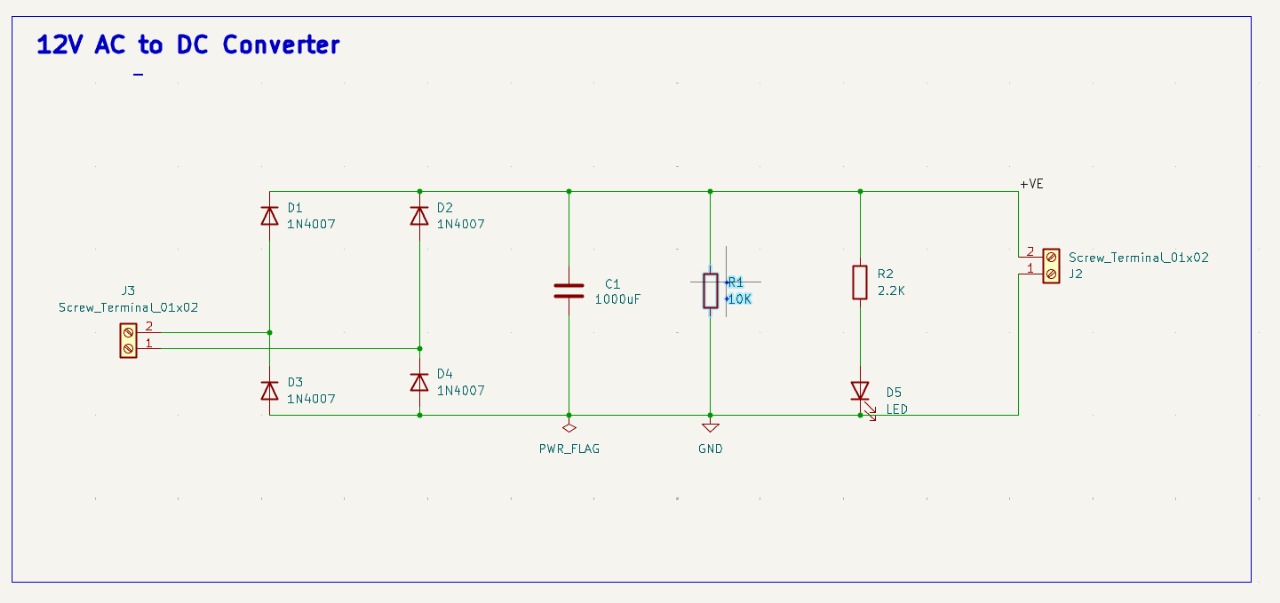 12V AC to DC Converter
+VE
D1
1N4007
D2
1N4007
2
Screw_Terminal_01x02
1
J2
R1
10K
R2
2.2K
C1
1000uF
J3
Screw_Terminal_01x02
2
1
D3
1N4007
D4
1N4007
D5
LED
PWR_FLAG
GND